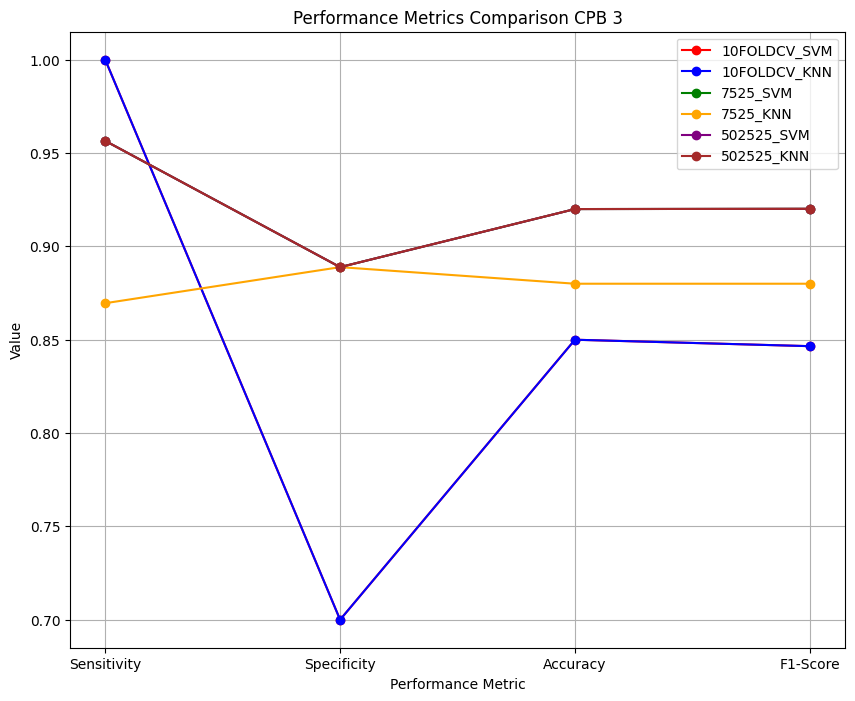 Performance Metrics Comparison CPB 3
10FOLDCV_SVM
10FOLDCV_KNN
7525_SVM
7525_KNN
502525_SVM
502525_KNN
1.00
0.95
0.90
0.85
0.80
0.75
0.70
Value
Sensitivity
Specificity
Accuracy
F1-Score
Performance Metric